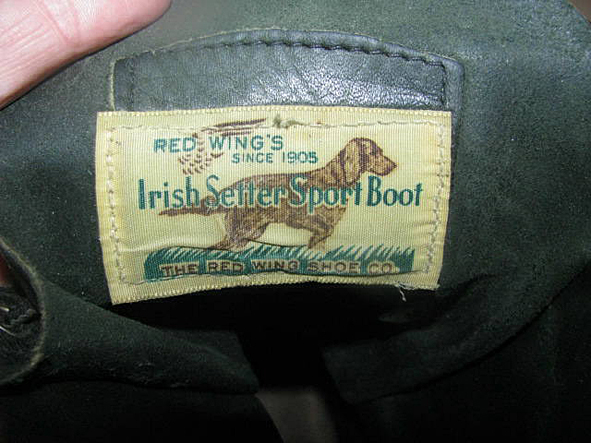 RED WING'S
SINCE 1905
Irish Setter Sport Boot
THE RED WING SHOE CO.